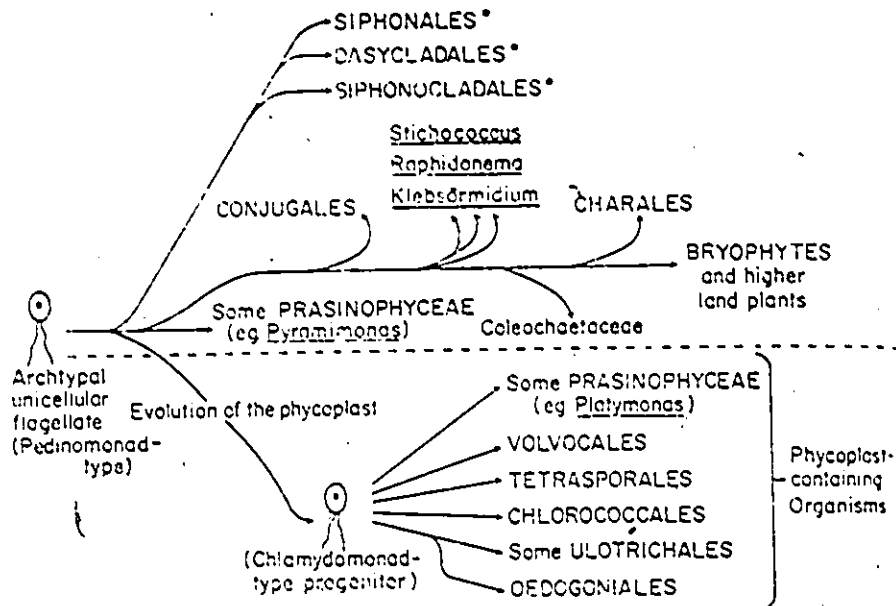 SIPHONALES*
DASYCLADALES*
SIPHONOCLADALES*
Stichococcus
Raphidonema
Klebsormidium
CONJUGALES
CHARALES
BRYOPHYTES
and higher
land plants
Some PRASINOPHYCEAE
(eg Pyramimonas)
Coleochaetaceae
Archtypal
unicellular
flagellate
(Pedinomonad-
type)
Evolution of the phycoplast
Some PRASINOPHYCEAE
(eg Platymonas)
VOLVOCALES
TETRASPORALES
CHLOROCOCCALES
Some ULOTRICHALES
OEDOGONIALES
Phycoplast-
containing
Organisms
(Chlamydomonad-
type progenitor)